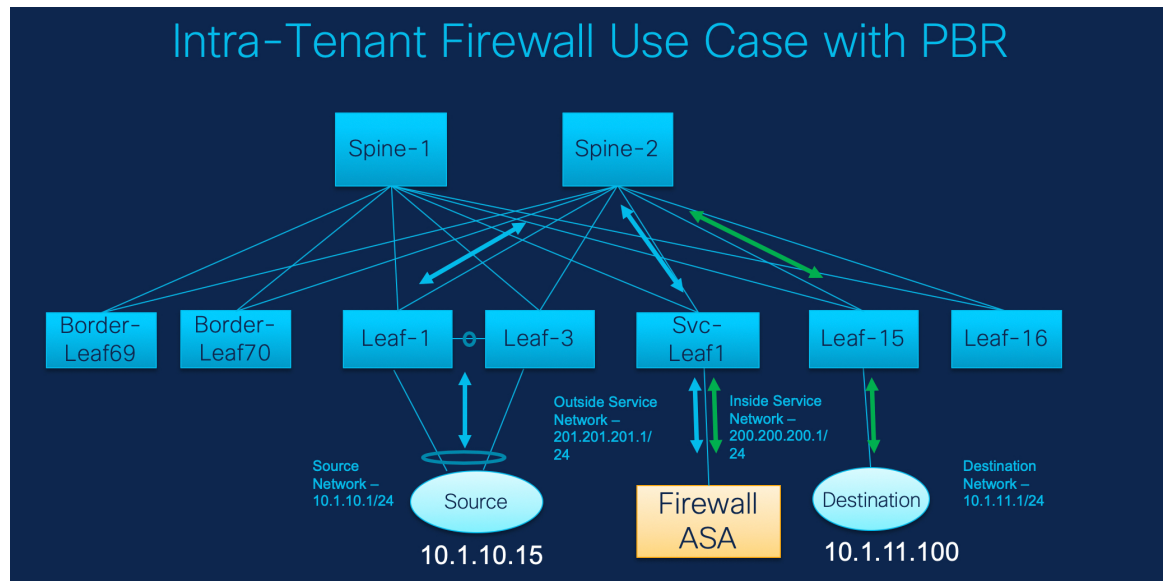 Intra-Tenant Firewall Use Case with PBR
Spine-1
Spine-2
Border-
Leaf69
Border-
Leaf70
Leaf-1
Leaf-3
Svc-
Leaf1
Leaf-15
Leaf-16
Outside Service
Network –
201.201.201.1/
24
Inside Service
Network –
200.200.200.1/
24
Source
Network –
10.1.10.1/24
Destination
Network –
10.1.11.1/24
Source
Firewall
ASA
Destination
10.1.10.15
10.1.11.100